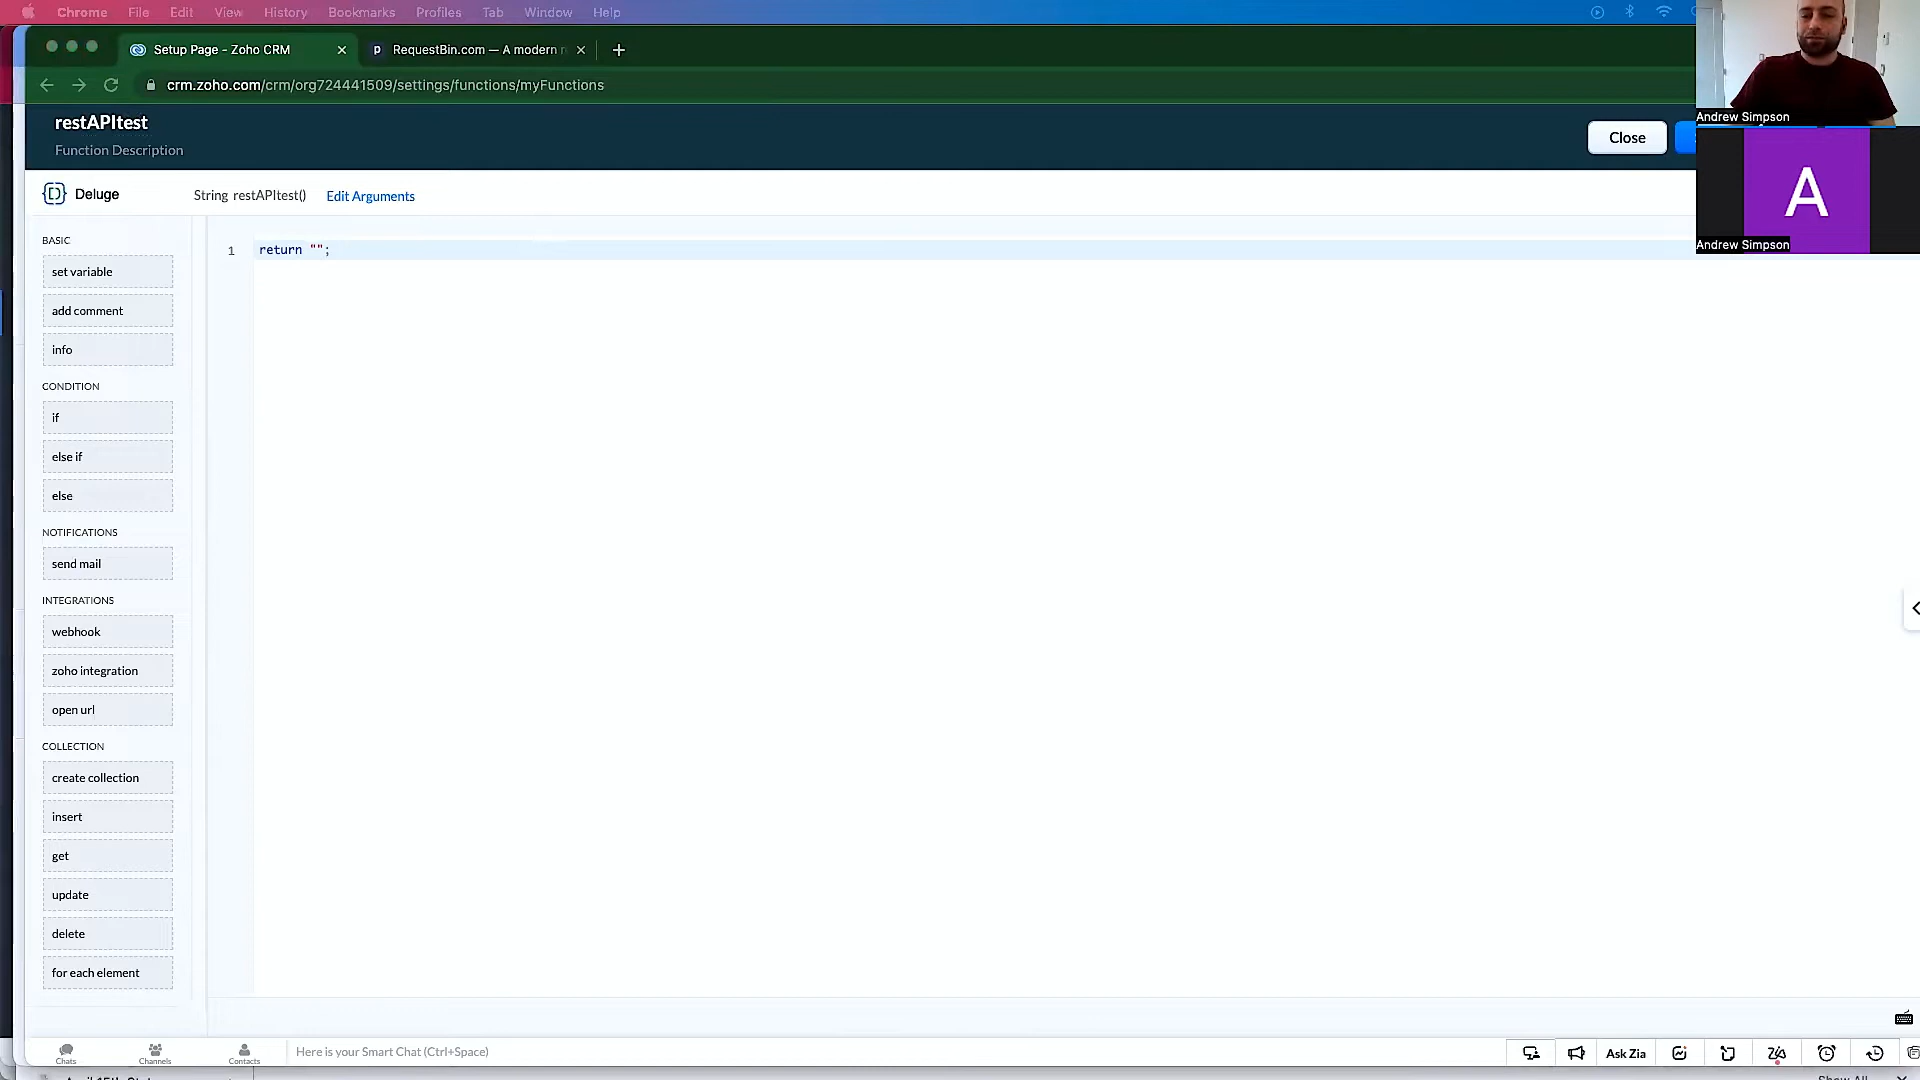 Chrome File Edit View History Bookmarks Profiles Tab Window Help
Setup Page - Zoho CRM
RequestBin.com — A modern
crm.zoho.com/crm/org724441509/settings/functions/myFunctions
restAPItest
Function Description
Close
Andrew Simpson
A
Andrew Simpson
Deluge
String restAPItest()
Edit Arguments
BASIC
set variable
add comment
info
CONDITION
if
else if
else
NOTIFICATIONS
send mail
INTEGRATIONS
webhook
zoho integration
open url
COLLECTION
create collection
insert
get
update
delete
for each element
1 return "";
Chats
Channels
Contacts
Here is your Smart Chat (Ctrl+Space)
Ask Zia